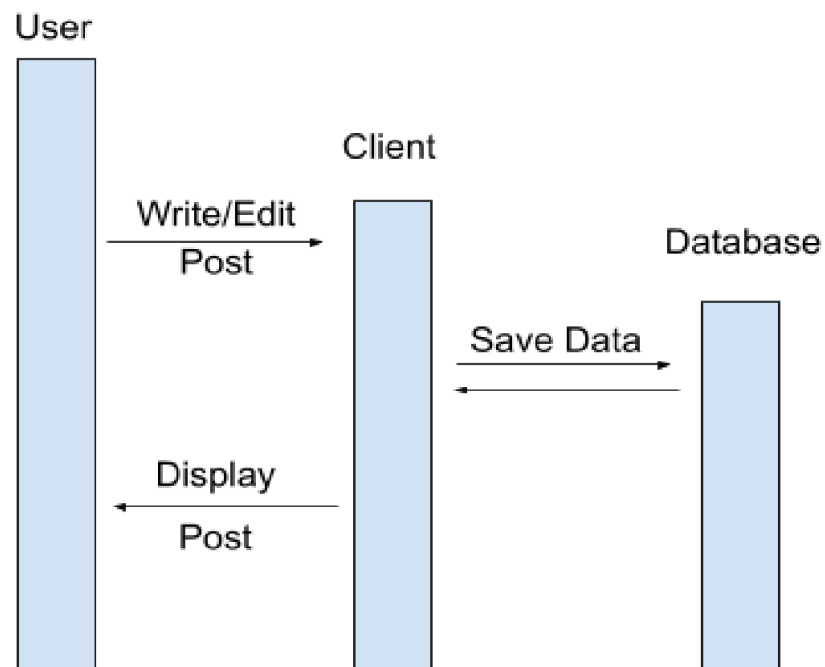 User
Client
Write/Edit
Post
Database
Save Data
Display
Post